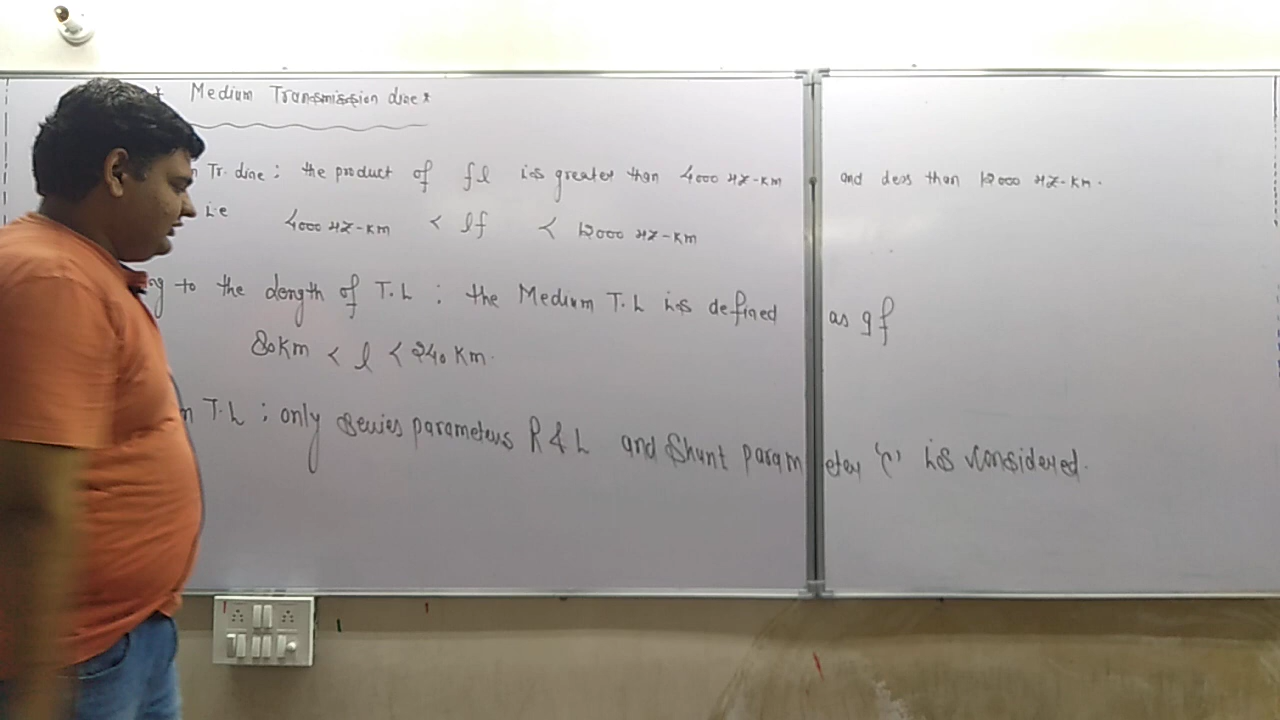 * Medium Transmission Line *
n Tr. Line : the product of f l is greater than 4000 HZ-KM and Less than 12000 HZ-KM.
i.e 4000 HZ-KM < lf < 12000 HZ-KM
ng to the Length of T.L : the Medium T.L is defined as if
80KM < l < 240 KM.
m T.L : only series parameters R & L and Shunt parameter 'C' is considered.